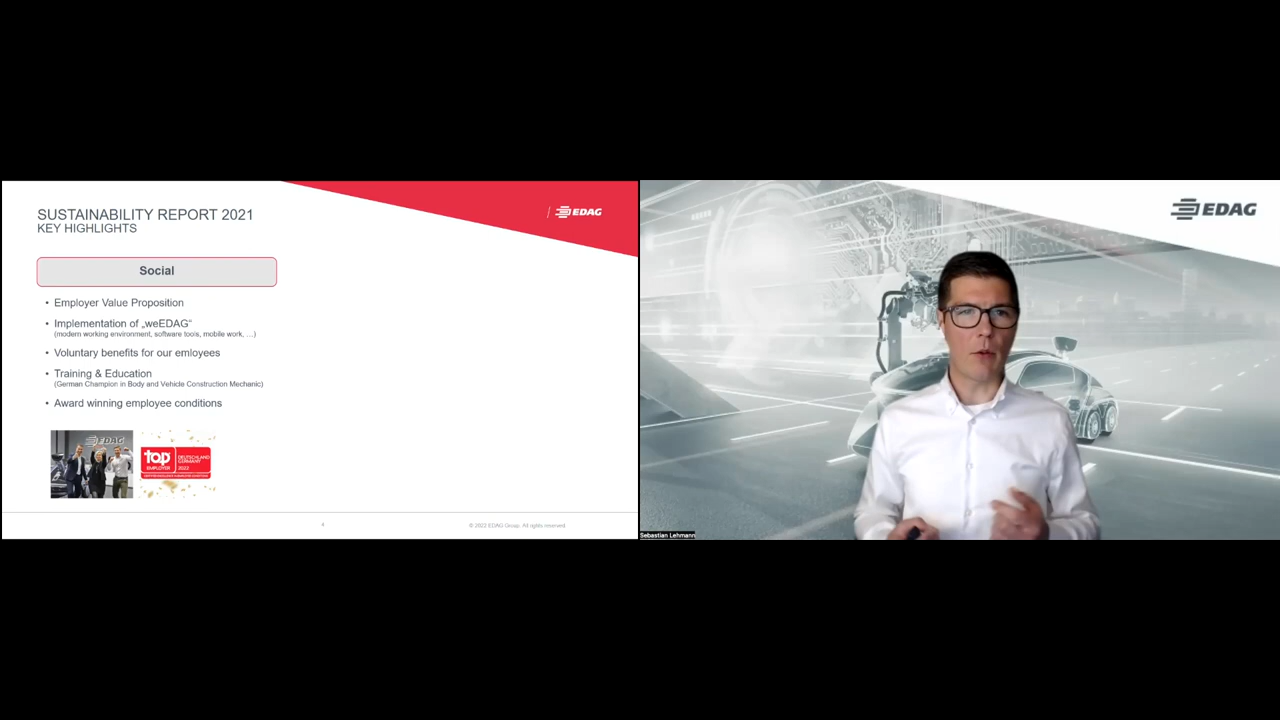 SUSTAINABILITY REPORT 2021
KEY HIGHLIGHTS
EDAG
Social
• Employer Value Proposition
• Implementation of „weEDAG“
(modern working environment, software tools, mobile work, …)
• Voluntary benefits for our emloyees
• Training & Education
(German Champion in Body and Vehicle Construction Mechanic)
• Award winning employee conditions
EDAG
top
EMPLOYER
DEUTSCHLAND
GERMANY
2022
© 2022 EDAG Group. All rights reserved
EDAG
Sebastian Lehmann